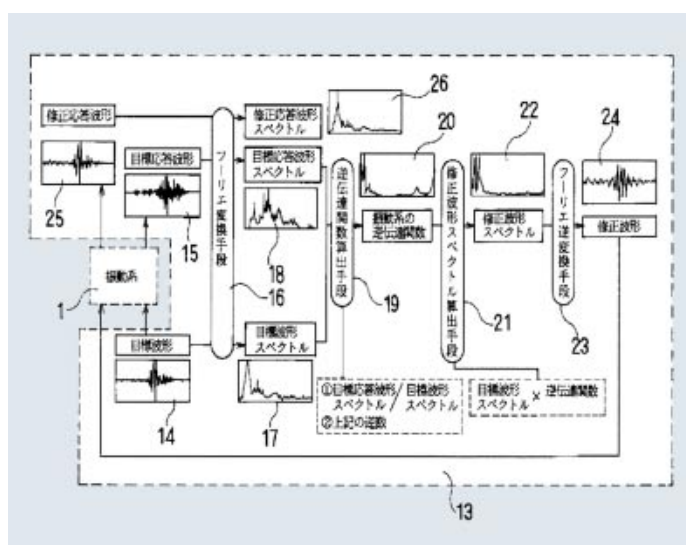 修正応答波形
25
目標応答波形
15
振動系
1
目標波形
14
フーリエ変換手段
16
修正応答波形
スペクトル
26
目標応答波形
スペクトル
18
目標波形
スペクトル
17
逆伝達関数算出手段
19
20
振動系の
逆伝達関数
修正波形スペクトル算出手段
21
22
修正波形
スペクトル
フーリエ逆変換手段
23
24
修正波形
①目標応答波形/目標波形
スペクトル/スペクトル
②上記の逆数
目標波形
スペクトル×逆伝達関数
13